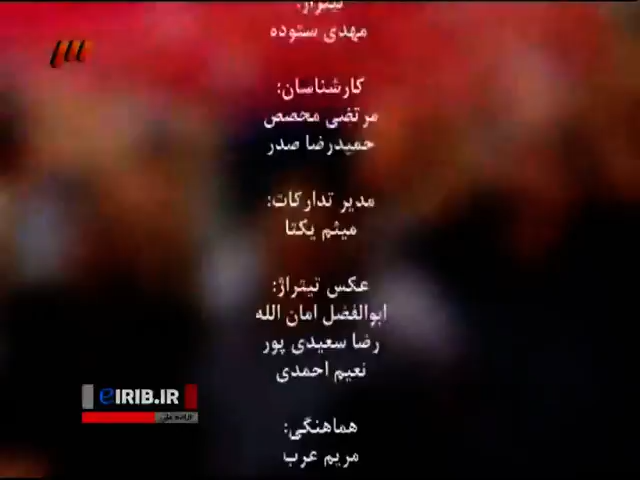 تیتراژ:
مهدی ستوده
کارشناسان:
مرتضی محصص
حمیدرضا صدر
مدیر تدارکات:
میثم یکتا
عکس تیتراژ:
ابوالفضل امان الله
رضا سعیدی پور
نعیم احمدی
هماهنگی:
مریم عرب
eIRIB.IR